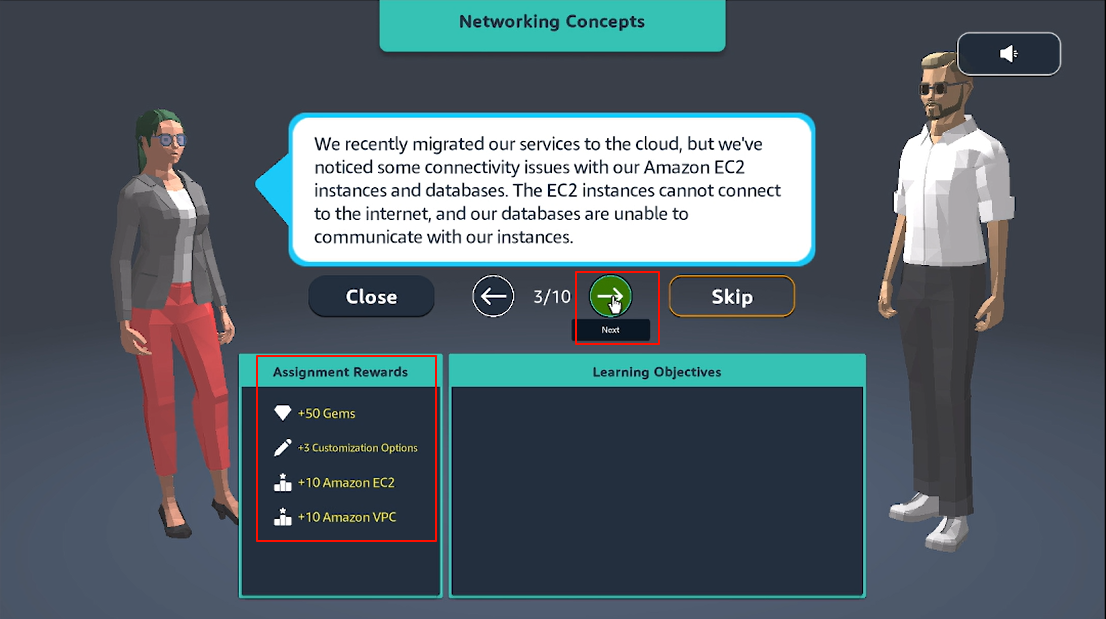 Networking Concepts
We recently migrated our services to the cloud, but we've
noticed some connectivity issues with our Amazon EC2
instances and databases. The EC2 instances cannot connect
to the internet, and our databases are unable to
communicate with our instances.
Close
3/10
Skip
Next
Assignment Rewards
+50 Gems
+3 Customization Options
+10 Amazon EC2
+10 Amazon VPC
Learning Objectives